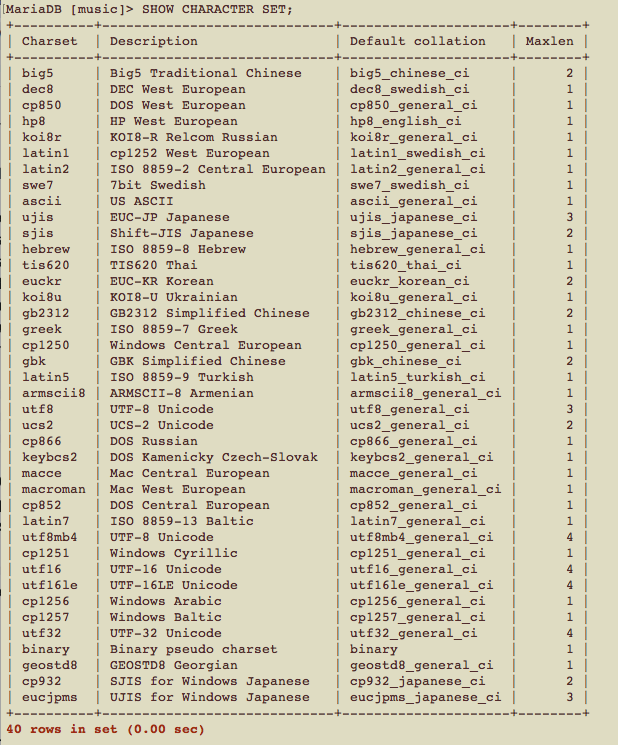 MariaDB [music]> SHOW CHARACTER SET;
+----------+-----------------------------+---------------------+--------+
| Charset  | Description                 | Default collation   | Maxlen |
+----------+-----------------------------+---------------------+--------+
| big5     | Big5 Traditional Chinese    | big5_chinese_ci     |      2 |
| dec8     | DEC West European           | dec8_swedish_ci     |      1 |
| cp850    | DOS West European           | cp850_general_ci    |      1 |
| hp8      | HP West European            | hp8_english_ci      |      1 |
| koi8r    | KOI8-R Relcom Russian       | koi8r_general_ci    |      1 |
| latin1   | cp1252 West European        | latin1_swedish_ci   |      1 |
| latin2   | ISO 8859-2 Central European | latin2_general_ci   |      1 |
| swe7     | 7bit Swedish                | swe7_swedish_ci     |      1 |
| ascii    | US ASCII                    | ascii_general_ci    |      1 |
| ujis     | EUC-JP Japanese             | ujis_japanese_ci    |      3 |
| sjis     | Shift-JIS Japanese          | sjis_japanese_ci    |      2 |
| hebrew   | ISO 8859-8 Hebrew           | hebrew_general_ci   |      1 |
| tis620   | TIS620 Thai                 | tis620_thai_ci      |      1 |
| euckr    | EUC-KR Korean               | euckr_korean_ci     |      2 |
| koi8u    | KOI8-U Ukrainian            | koi8u_general_ci    |      1 |
| gb2312   | GB2312 Simplified Chinese   | gb2312_chinese_ci   |      2 |
| greek    | ISO 8859-7 Greek            | greek_general_ci    |      1 |
| cp1250   | Windows Central European    | cp1250_general_ci   |      1 |
| gbk      | GBK Simplified Chinese      | gbk_chinese_ci      |      2 |
| latin5   | ISO 8859-9 Turkish          | latin5_turkish_ci   |      1 |
| armscii8 | ARMSCII-8 Armenian          | armscii8_general_ci |      1 |
| utf8     | UTF-8 Unicode               | utf8_general_ci     |      3 |
| ucs2     | UCS-2 Unicode               | ucs2_general_ci     |      2 |
| cp866    | DOS Russian                 | cp866_general_ci    |      1 |
| keybcs2  | DOS Kamenicky Czech-Slovak  | keybcs2_general_ci  |      1 |
| macce    | Mac Central European        | macce_general_ci    |      1 |
| macroman | Mac West European           | macroman_general_ci |      1 |
| cp852    | DOS Central European        | cp852_general_ci    |      1 |
| latin7   | ISO 8859-13 Baltic          | latin7_general_ci   |      1 |
| utf8mb4  | UTF-8 Unicode               | utf8mb4_general_ci  |      4 |
| cp1251   | Windows Cyrillic            | cp1251_general_ci   |      1 |
| utf16    | UTF-16 Unicode              | utf16_general_ci    |      4 |
| utf16le  | UTF-16LE Unicode            | utf16le_general_ci  |      4 |
| cp1256   | Windows Arabic              | cp1256_general_ci   |      1 |
| cp1257   | Windows Baltic              | cp1257_general_ci   |      1 |
| utf32    | UTF-32 Unicode              | utf32_general_ci    |      4 |
| binary   | Binary pseudo charset       | binary              |      1 |
| geostd8  | GEOSTD8 Georgian            | geostd8_general_ci  |      1 |
| cp932    | SJIS for Windows Japanese   | cp932_japanese_ci   |      2 |
| eucjpms  | UJIS for Windows Japanese   | eucjpms_japanese_ci |      3 |
+----------+-----------------------------+---------------------+--------+
40 rows in set (0.00 sec)